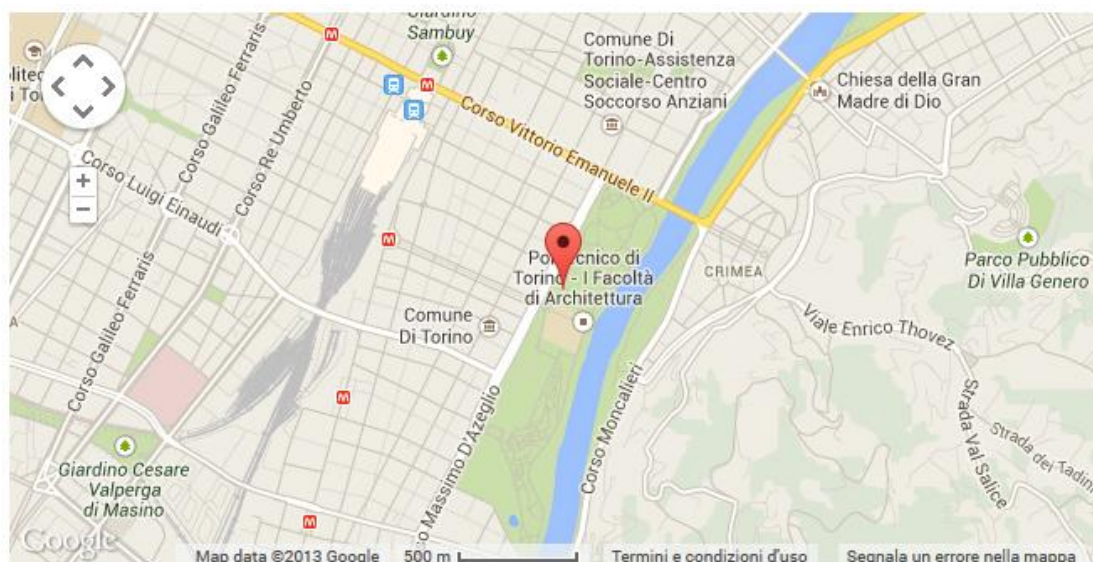 Giardino
Sambuy
Comune Di
Torino-Assistenza
Sociale-Centro
Soccorso Anziani
Chiesa della Gran
Madre di Dio
Corso Galileo Ferraris
Corso Re Umberto
Corso Vittorio Emanuele II
Corso Luigi Einaudi
Torino - I Facoltà
di Architettura
CRIMEA
Parco Pubblico
Di Villa Genero
Comune
Di Torino
Viale Enrico Thovez
Corso Galileo Ferraris
Massimo D'Azeglio
Corso Moncalieri
Strada Val Salice
Strada dei Tadini
Giardino Cesare
Valperga
di Masino
M
M
M
M
M
Google
Map data ©2013 Google
500 m
Termini e condizioni d'uso
Segnala un errore nella mappa